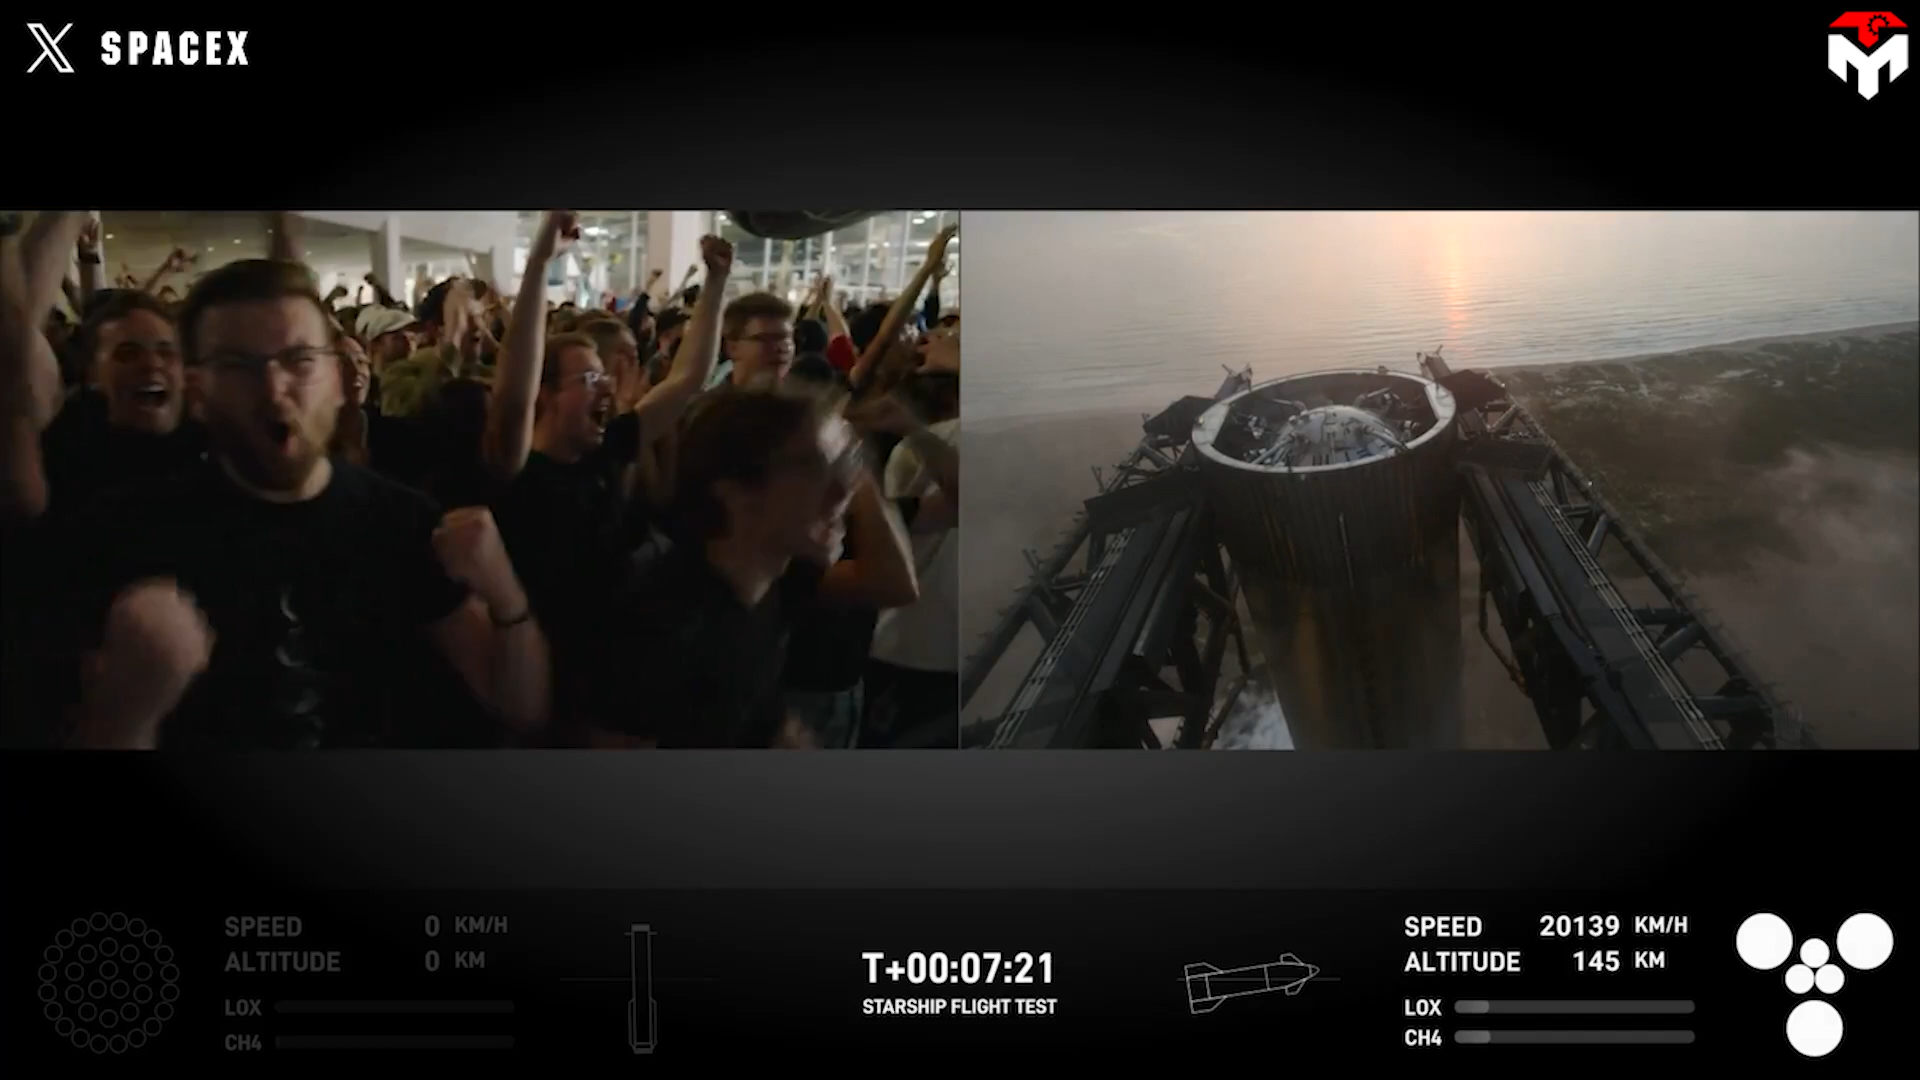 X SPACEX
SPEED 0 KM/H
ALTITUDE 0 KM
LOX
CH4
T+00:07:21
STARSHIP FLIGHT TEST
SPEED 20139 KM/H
ALTITUDE 145 KM
LOX
CH4